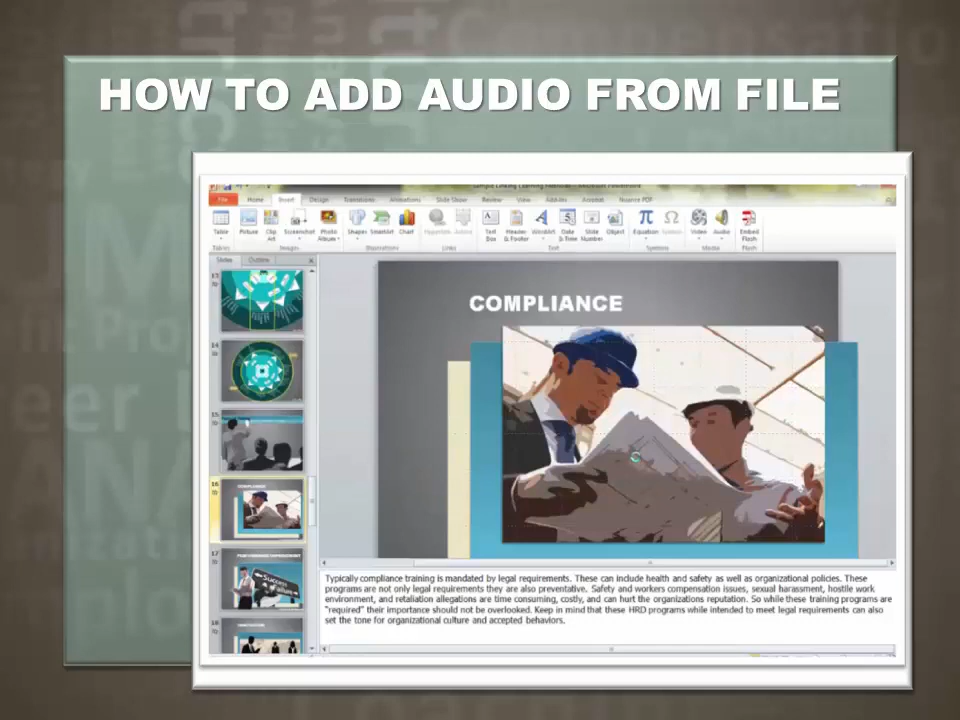 HOW TO ADD AUDIO FROM FILE
File Home Insert Design Transitions Animations Slide Show Review View Add-Ins Acrobat Nuance PDF
Table Picture Clip Art Screenshot Photo Album Shapes SmartArt Chart Hyperlink Action Text Box Header & Footer WordArt Date & Time Slide Number Object Equation Symbol Video Audio Embed Flash
Tables Images Illustrations Links Text Symbols Media Flash
Slides Outline
13
14
15
16
COMPLIANCE
17
18
COMPLIANCE
Typically compliance training is mandated by legal requirements. These can include health and safety as well as organizational policies. These
programs are not only legal requirements they are also preventative. Safety and workers compensation issues, sexual harassment, hostile work
environment, and retaliation allegations are time consuming, costly, and can hurt the organizations reputation. So while these training programs are
"required" their importance should not be overlooked. Keep in mind that these HRD programs while intended to meet legal requirements can also
set the tone for organizational culture and accepted behaviors.